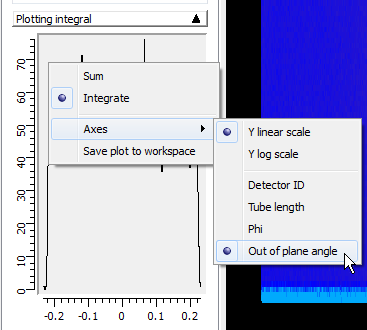 Plotting integral
70
60
50
40
30
20
10
0
-0.2
-0.1
0
0.1
0.2
Sum
Integrate
Axes
Save plot to workspace
Y linear scale
Y log scale
Detector ID
Tube length
Phi
Out of plane angle